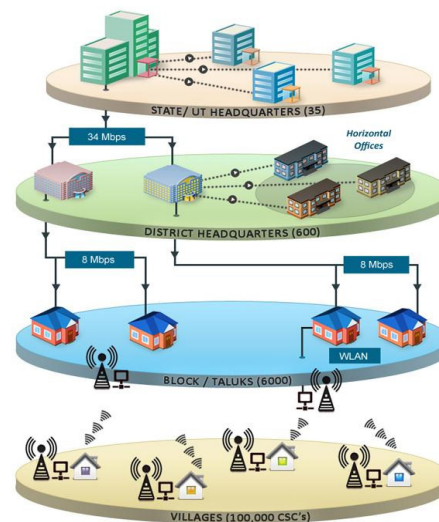 STATE/ UT HEADQUARTERS (35)
34 Mbps
Horizontal
Offices
DISTRICT HEADQUARTERS (600)
8 Mbps
8 Mbps
WLAN
BLOCK / TALUKS (6000)
VILLAGES (100,000 CSC's)